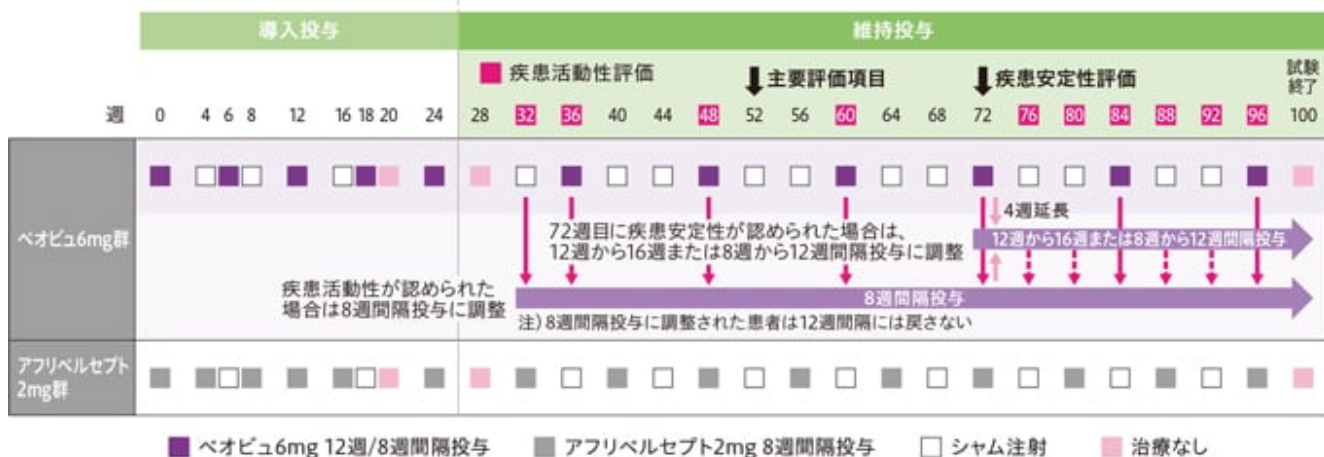 導入投与
維持投与
疾患活動性評価
主要評価項目
疾患安定性評価
試験
終了
週 0 4 6 8 12 16 18 20 24 28 32 36 40 44 48 52 56 60 64 68 72 76 80 84 88 92 96 100
ベオビュ6mg群
4週延長
72週目に疾患安定性が認められた場合は、
12週から16週または8週から12週間隔投与に調整
12週から16週または8週から12週間隔投与
疾患活動性が認められた
場合は8週間隔投与に調整
8週間隔投与
注)8週間隔投与に調整された患者は12週間隔には戻さない
アフリベルセプト
2mg群
ベオビュ6mg 12週/8週間隔投与
アフリベルセプト2mg 8週間隔投与
シャム注射
治療なし